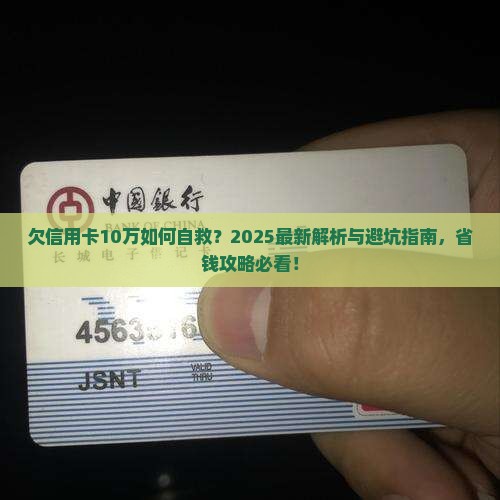 中國銀行
BANK OF CHINA
欠信用卡10万如何自救？2025最新解析与避坑指南，省
钱攻略必看！
长城电子借记卡
4563
JSNT
VALID
THRU